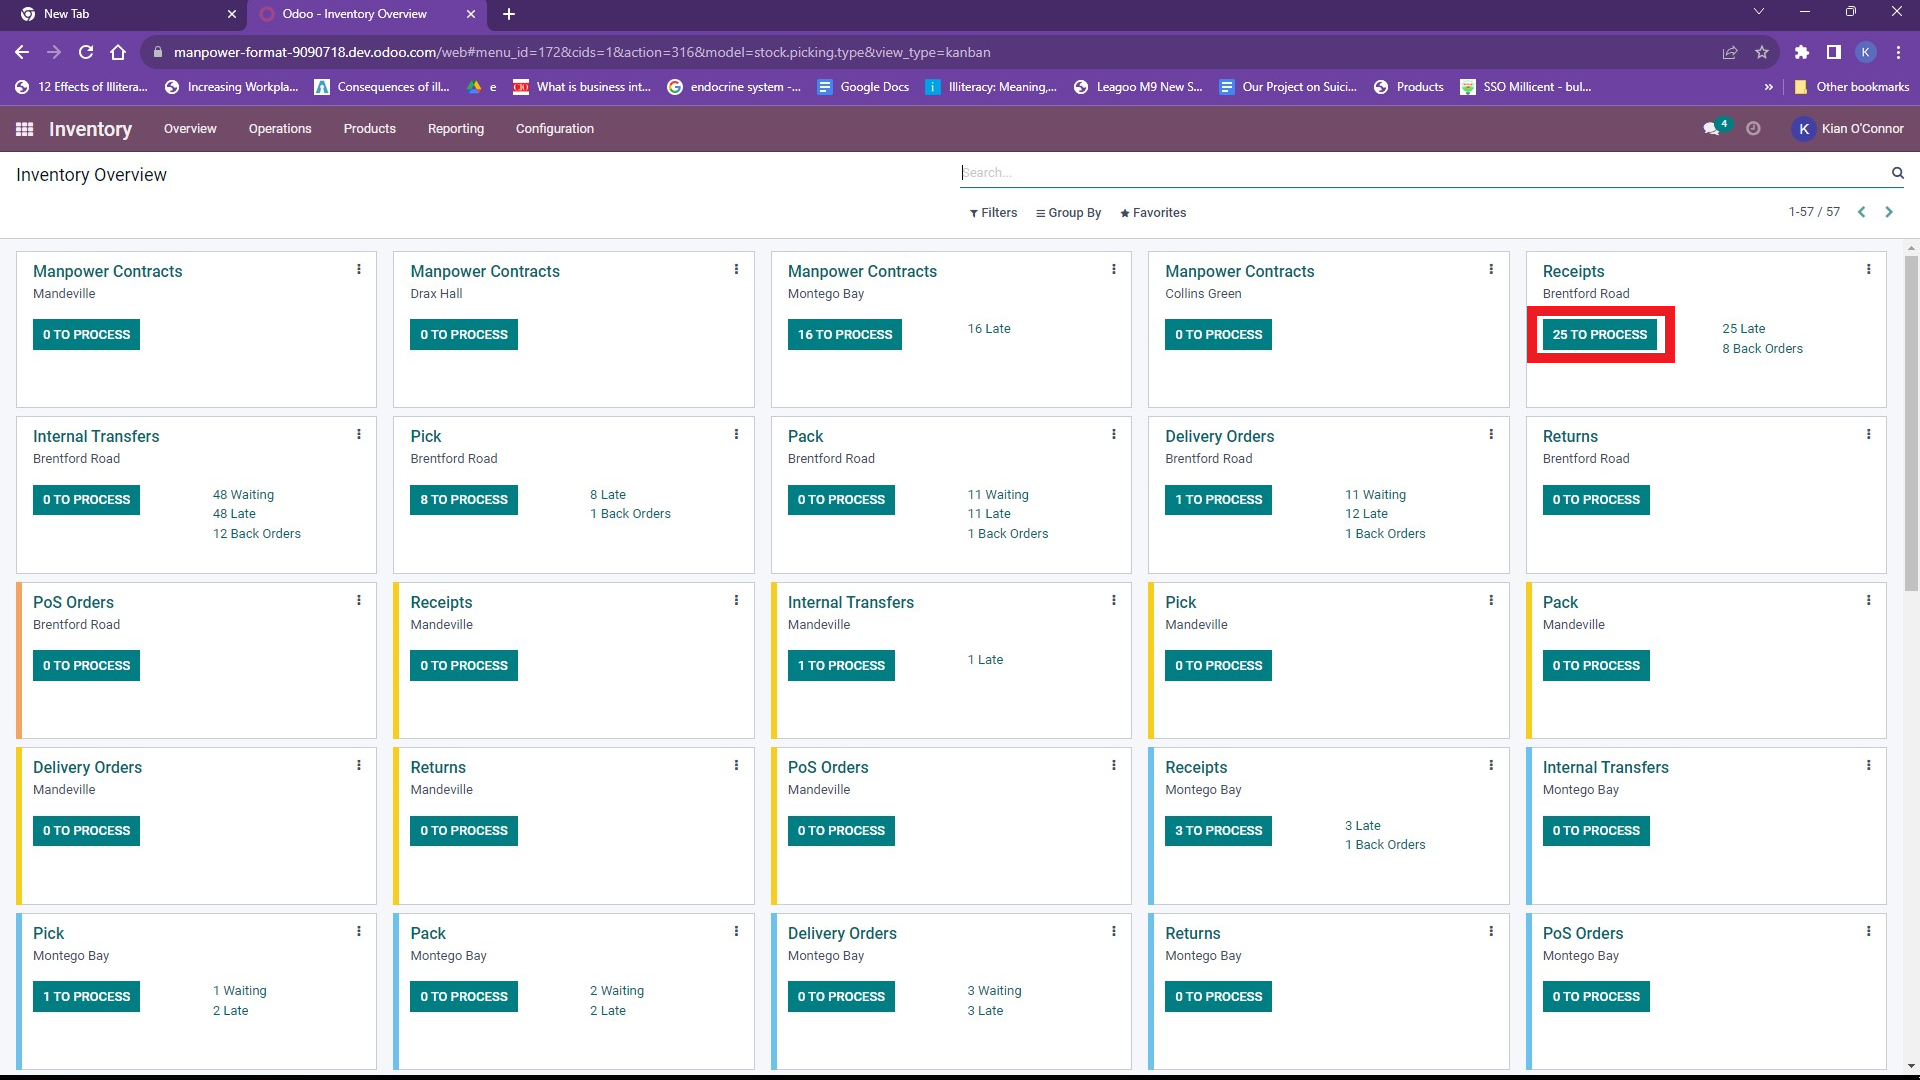 New Tab
Odoo - Inventory Overview
manpower-format-9090718.dev.odoo.com/web#menu_id=172&cids=1&action=316&model=stock.picking.type&view_type=kanban
K
12 Effects of Illitera...
Increasing Workpla...
Consequences of ill...
e
CIO
What is business int...
endocrine system -...
Google Docs
i
Illiteracy: Meaning,...
Leagoo M9 New S...
Our Project on Suici...
Products
SSO Millicent - bul...
»
Other bookmarks
Inventory
Overview
Operations
Products
Reporting
Configuration
4
K
Kian O'Connor
Inventory Overview
Search...
Filters
Group By
Favorites
1-57 / 57
Manpower Contracts
Mandeville
0 TO PROCESS
Manpower Contracts
Drax Hall
0 TO PROCESS
Manpower Contracts
Montego Bay
16 TO PROCESS
16 Late
Manpower Contracts
Collins Green
0 TO PROCESS
Receipts
Brentford Road
25 TO PROCESS
25 Late
8 Back Orders
Internal Transfers
Brentford Road
0 TO PROCESS
48 Waiting
48 Late
12 Back Orders
Pick
Brentford Road
8 TO PROCESS
8 Late
1 Back Orders
Pack
Brentford Road
0 TO PROCESS
11 Waiting
11 Late
1 Back Orders
Delivery Orders
Brentford Road
1 TO PROCESS
11 Waiting
12 Late
1 Back Orders
Returns
Brentford Road
0 TO PROCESS
PoS Orders
Brentford Road
0 TO PROCESS
Receipts
Mandeville
0 TO PROCESS
Internal Transfers
Mandeville
1 TO PROCESS
1 Late
Pick
Mandeville
0 TO PROCESS
Pack
Mandeville
0 TO PROCESS
Delivery Orders
Mandeville
0 TO PROCESS
Returns
Mandeville
0 TO PROCESS
PoS Orders
Mandeville
0 TO PROCESS
Receipts
Montego Bay
3 TO PROCESS
3 Late
1 Back Orders
Internal Transfers
Montego Bay
0 TO PROCESS
Pick
Montego Bay
1 TO PROCESS
1 Waiting
2 Late
Pack
Montego Bay
0 TO PROCESS
2 Waiting
2 Late
Delivery Orders
Montego Bay
0 TO PROCESS
3 Waiting
3 Late
Returns
Montego Bay
0 TO PROCESS
PoS Orders
Montego Bay
0 TO PROCESS